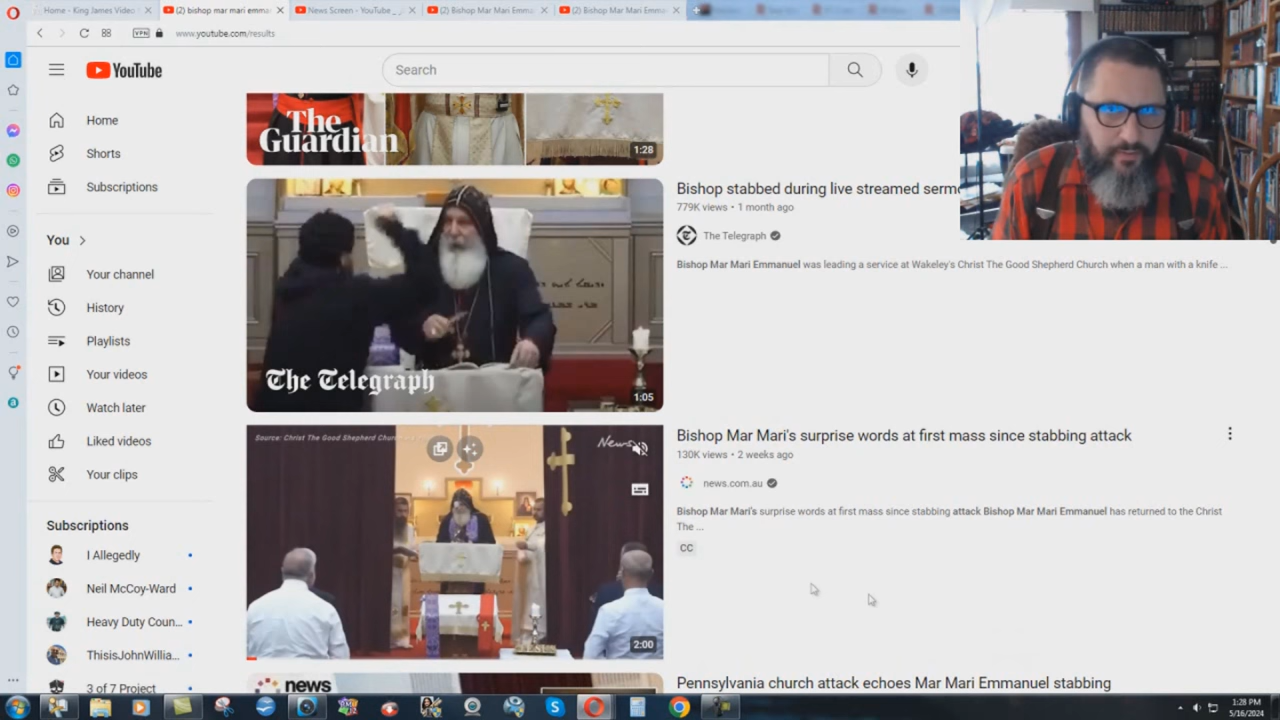 Home - King James Video
(2) bishop mar mari emma
News Screen - YouTube
(2) Bishop Mar Mari Emma
(2) Bishop Mar Mari Emma
VPN
www.youtube.com/results
YouTube
Search
Home
Shorts
Subscriptions
You
Your channel
History
Playlists
Your videos
Watch later
Liked videos
Your clips
Subscriptions
I Allegedly
Neil McCoy-Ward
Heavy Duty Coun...
ThisisJohnWillia...
3 of 7 Project
The
Guardian
1:28
The Telegraph
1:05
Bishop stabbed during live streamed serm
779K views • 1 month ago
The Telegraph
Bishop Mar Mari Emmanuel was leading a service at Wakeley's Christ The Good Shepherd Church when a man with a knife ...
Source: Christ The Good Shepherd Church
News
JESUS
2:00
Bishop Mar Mari's surprise words at first mass since stabbing attack
130K views • 2 weeks ago
news.com.au
Bishop Mar Mari's surprise words at first mass since stabbing attack Bishop Mar Mari Emmanuel has returned to the Christ
The ...
CC
news
Pennsylvania church attack echoes Mar Mari Emmanuel stabbing
1:28 PM
5/16/2024